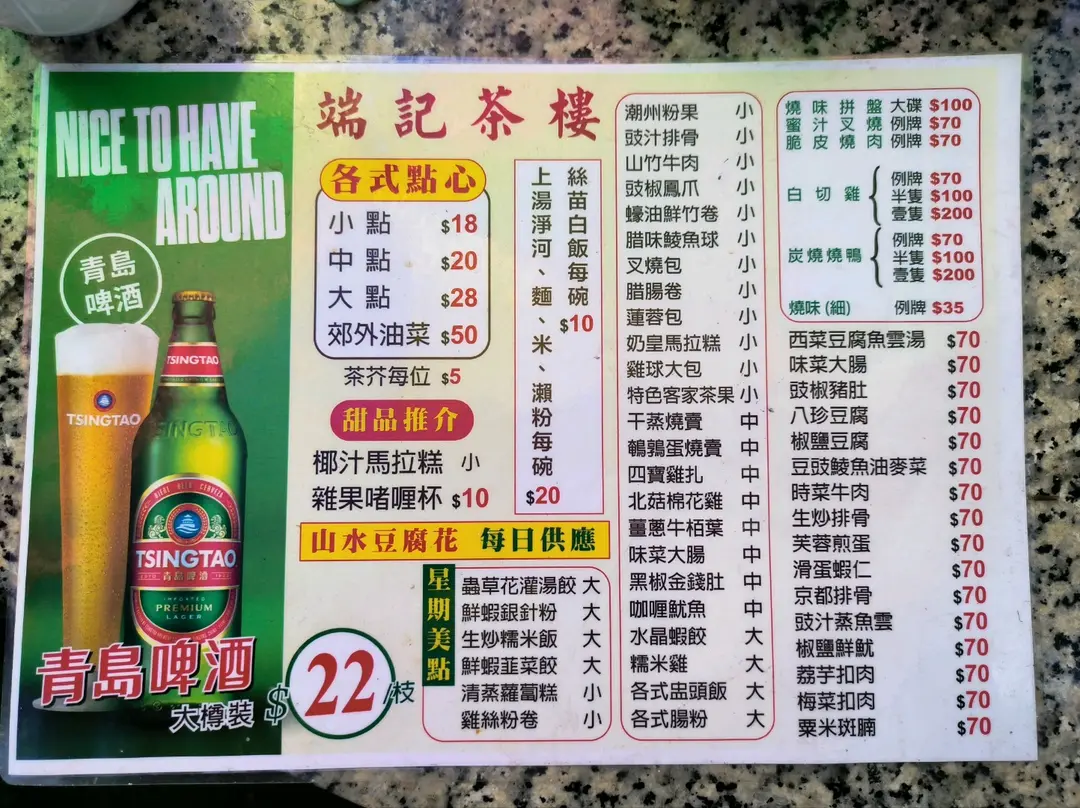 NICE TO HAVE
AROUND
青島
啤酒
TSINGTAO
TSINGTAO
BIÈRE BEER CERVEZA
TSINGTAO
青島啤酒
IMPORTED
PREMIUM
LAGER
青島啤酒
大樽裝 $22/枝
端記茶樓
各式點心
小點 $18
中點 $20
大點 $28
郊外油菜 $50
茶芥每位 $5
甜品推介
椰汁馬拉糕 小
雜果啫喱杯 $10
絲苗白飯每碗 $10
上湯淨河、麵、米、瀨粉每碗 $20
山水豆腐花 每日供應
星期美點
蟲草花灌湯餃 大
鮮蝦銀針粉 大
生炒糯米飯 大
鮮蝦韮菜餃 大
清蒸蘿蔔糕 小
雞絲粉卷 小
潮州粉果 小
豉汁排骨 小
山竹牛肉 小
豉椒鳳爪 小
蠔油鮮竹卷 小
腊味鯪魚球 小
叉燒包 小
腊腸卷 小
蓮蓉包 小
奶皇馬拉糕 小
雞球大包 小
特色客家茶果 小
干蒸燒賣 中
鵪鶉蛋燒賣 中
四寶雞扎 中
北菇棉花雞 中
薑蔥牛栢葉 中
味菜大腸 中
黑椒金錢肚 中
咖喱魷魚 中
水晶蝦餃 大
糯米雞 大
各式盅頭飯 大
各式腸粉 大
燒味拼盤 大碟 $100
蜜汁叉燒 例牌 $70
脆皮燒肉 例牌 $70
白切雞
例牌 $70
半隻 $100
壹隻 $200
炭燒燒鴨
例牌 $70
半隻 $100
壹隻 $200
燒味(細) 例牌 $35
西菜豆腐魚雲湯 $70
味菜大腸 $70
豉椒豬肚 $70
八珍豆腐 $70
椒鹽豆腐 $70
豆豉鯪魚油麥菜 $70
時菜牛肉 $70
生炒排骨 $70
芙蓉煎蛋 $70
滑蛋蝦仁 $70
京都排骨 $70
豉汁蒸魚雲 $70
椒鹽鮮魷 $70
荔芋扣肉 $70
梅菜扣肉 $70
粟米斑腩 $70